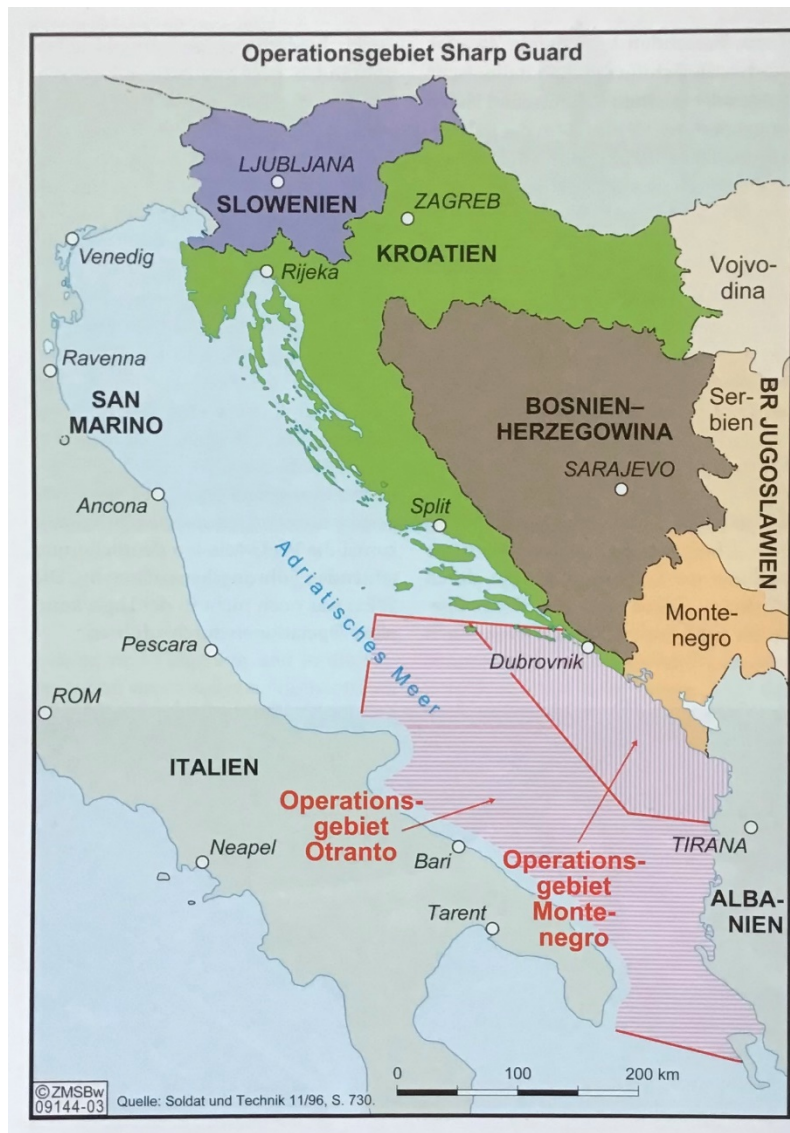 Operationsgebiet Sharp Guard
LJUBLJANA
SLOWENIEN
ZAGREB
KROATIEN
Venedig
Rijeka
Vojvo-
dina
Ravenna
SAN
MARINO
BOSNIEN–
HERZEGOWINA
Ser-
bien
BR JUGOSLAWIEN
SARAJEVO
Ancona
Split
Adriatisches Meer
Monte-
negro
Pescara
Dubrovnik
ROM
ITALIEN
Operations-
gebiet
Otranto
Neapel
Bari
Operations-
gebiet
Monte-
negro
TIRANA
ALBA-
NIEN
Tarent
0 100 200 km
©ZMSBw
09144-03
Quelle: Soldat und Technik 11/96, S. 730.